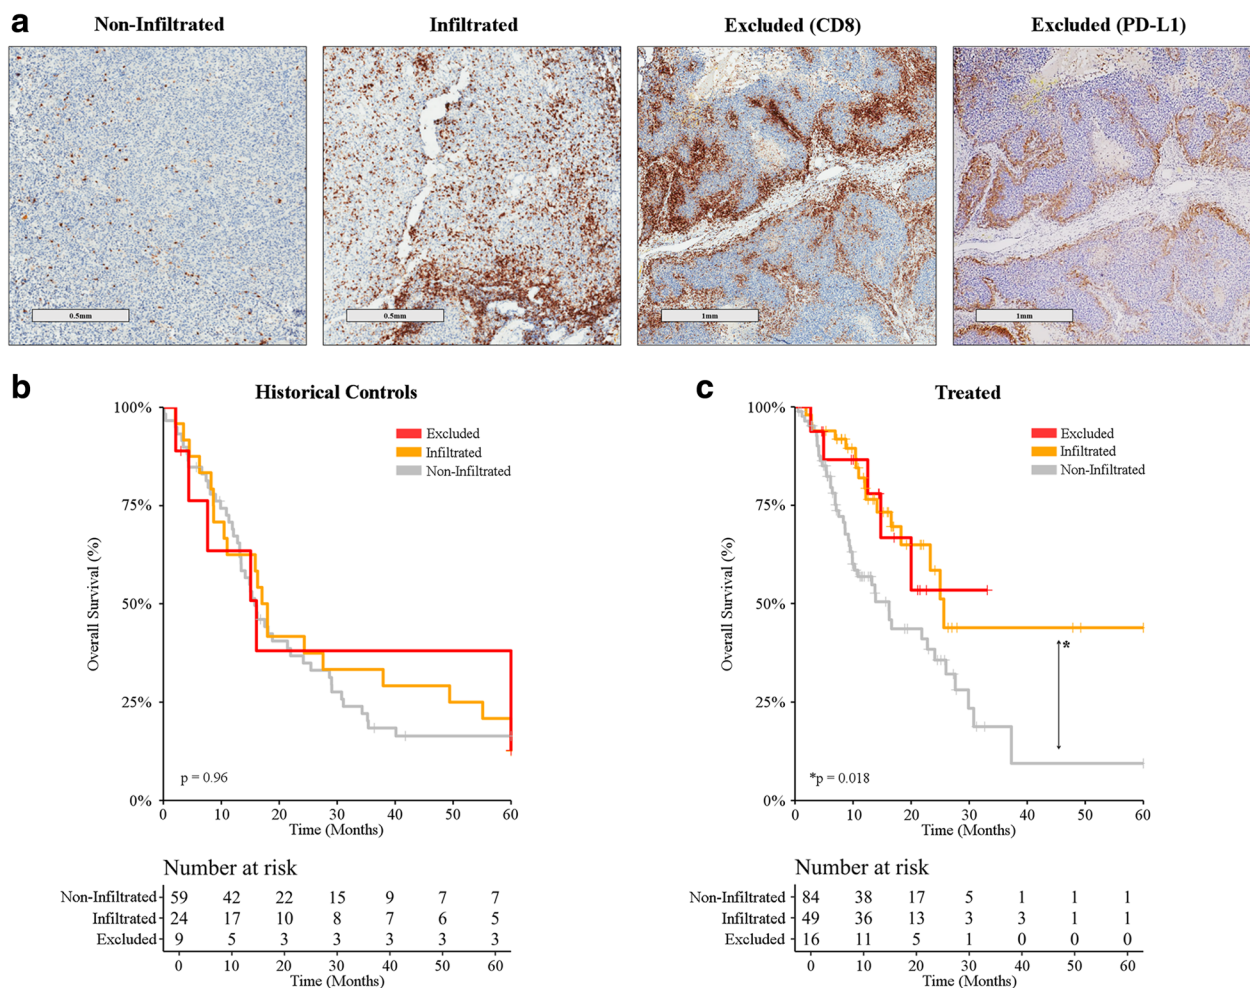 a
Non-Infiltrated
Infiltrated
Excluded (CD8)
Excluded (PD-L1)
0.5mm
0.5mm
1mm
1mm
b
Historical Controls
100%
75%
50%
25%
0%
Overall Survival (%)
Excluded
Infiltrated
Non-Infiltrated
p = 0.96
0 10 20 30 40 50 60
Time (Months)
Number at risk
Non-Infiltrated 59 42 22 15 9 7 7
Infiltrated 24 17 10 8 7 6 5
Excluded 9 5 3 3 3 3 3
0 10 20 30 40 50 60
Time (Months)
c
Treated
100%
75%
50%
25%
0%
Overall Survival (%)
Excluded
Infiltrated
Non-Infiltrated
*
*p = 0.018
0 10 20 30 40 50 60
Time (Months)
Number at risk
Non-Infiltrated 84 38 17 5 1 1 1
Infiltrated 49 36 13 3 3 1 1
Excluded 16 11 5 1 0 0 0
0 10 20 30 40 50 60
Time (Months)